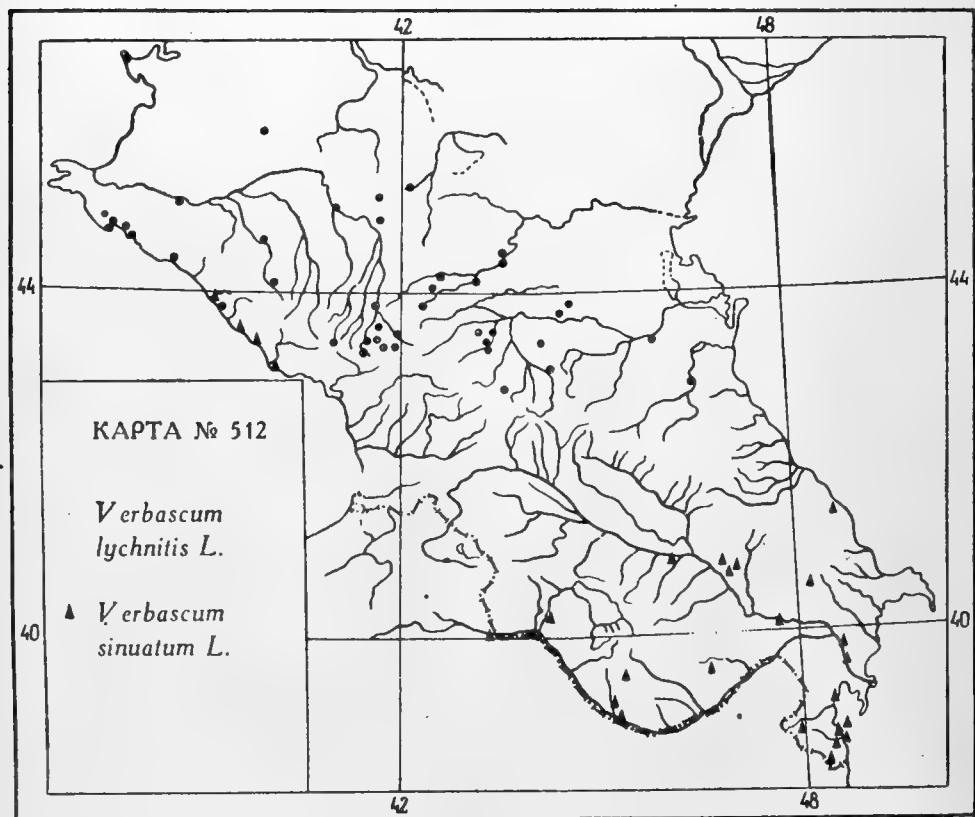 42
48
44
44
КАРТА № 512
Verbascum
lychnitis L.
Verbascum
sinuatum L.
40
40
42
48